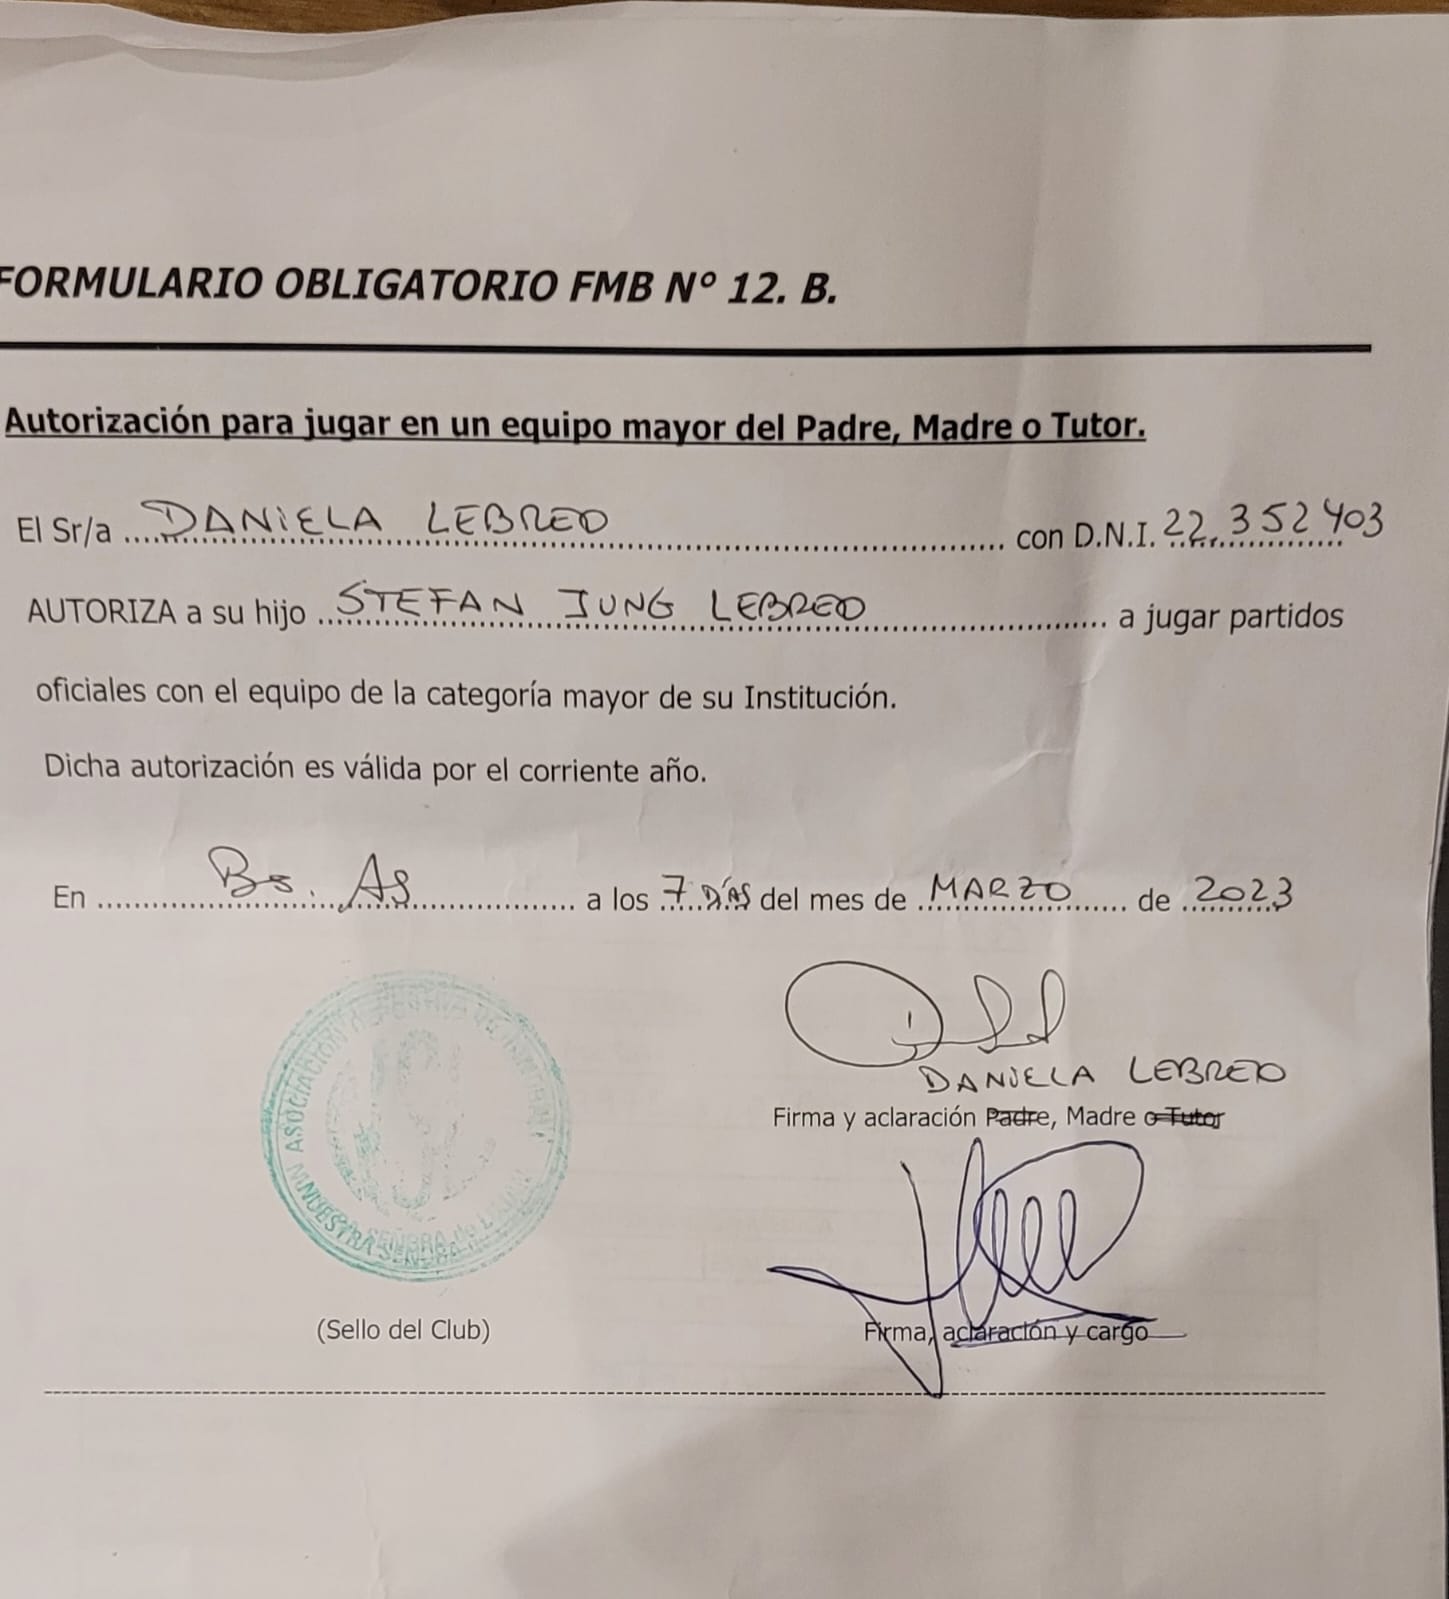 FORMULARIO OBLIGATORIO FMB N° 12. B.
Autorización para jugar en un equipo mayor del Padre, Madre o Tutor.
El Sr/a DANIELA LEBREO con D.N.I. 22.352403
AUTORIZA a su hijo STEFAN JUNG LEBREO a jugar partidos
oficiales con el equipo de la categoría mayor de su Institución.
Dicha autorización es válida por el corriente año.
En Bs. As a los 7 DÍAS del mes de MARZO de 2023
DANIELA LEBREO
Firma y aclaración Padre, Madre o Tutor
ASOCIACION
NUESTRA SEÑORA
(Sello del Club)
Firma, aclaración y cargo